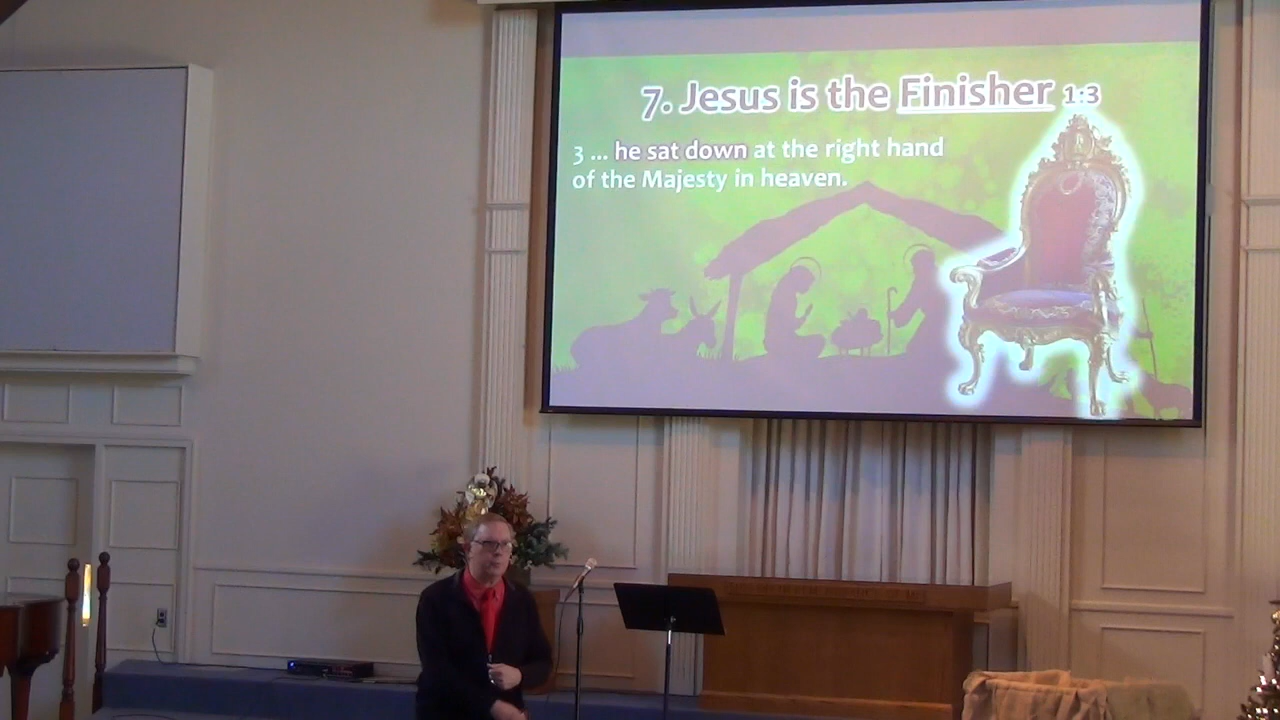 7. Jesus is the Finisher 1:3
3 ... he sat down at the right hand
of the Majesty in heaven.